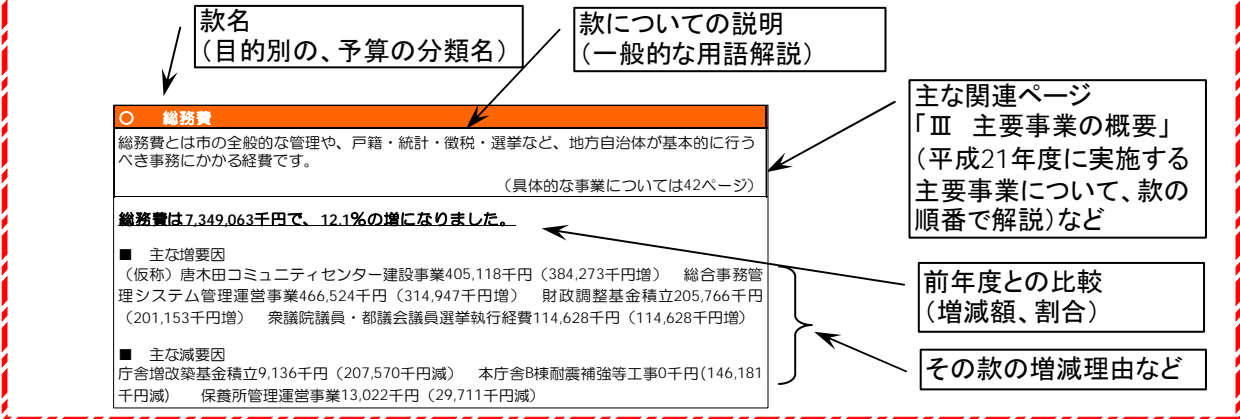 款名
(目的別の、予算の分類名)
款についての説明
(一般的な用語解説)
主な関連ページ
「Ⅲ 主要事業の概要」
(平成21年度に実施する
主要事業について、款の
順番で解説)など
○ 総務費
総務費とは市の全般的な管理や、戸籍・統計・徴税・選挙など、地方自治体が基本的に行う
べき事務にかかる経費です。
(具体的な事業については42ページ)
総務費は7,349,063千円で、12.1%の増になりました。
■ 主な増要因
(仮称)唐木田コミュニティセンター建設事業405,118千円(384,273千円増) 総合事務管
理システム管理運営事業466,524千円(314,947千円増) 財政調整基金積立205,766千円
(201,153千円増) 衆議院議員・都議会議員選挙執行経費114,628千円(114,628千円増)
■ 主な減要因
庁舎増改築基金積立9,136千円(207,570千円減) 本庁舎B棟耐震補強等工事0千円(146,181
千円減) 保養所管理運営事業13,022千円(29,711千円減)
前年度との比較
(増減額、割合)
その款の増減理由など